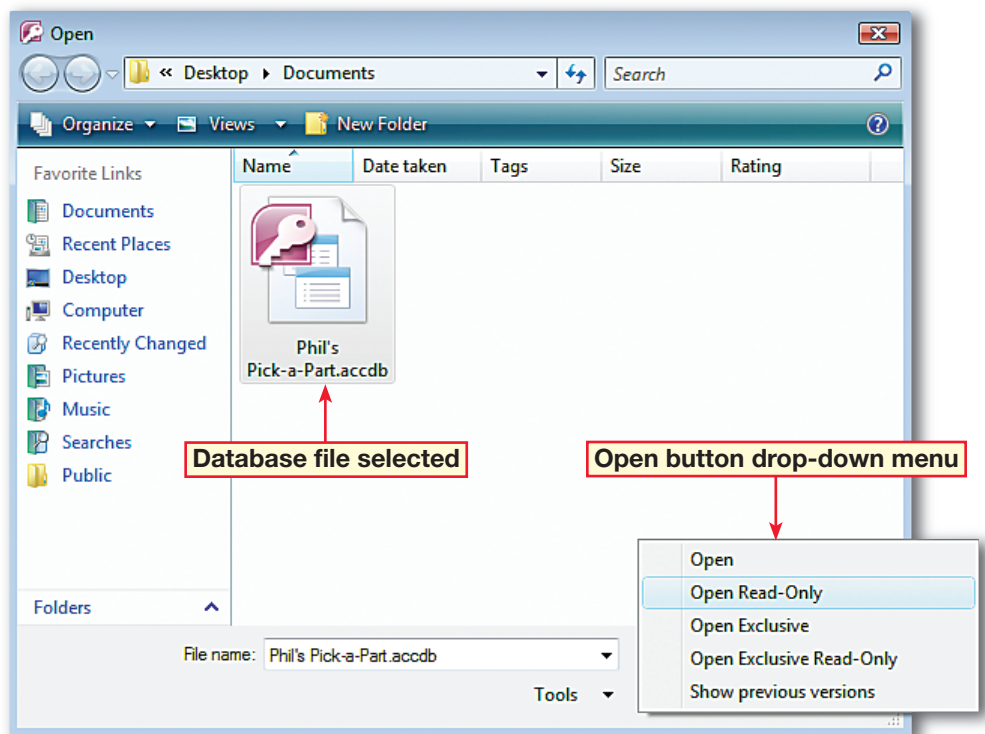 Open
« Desktop ▸ Documents
Search
Organize
Views
New Folder
Favorite Links
Documents
Recent Places
Desktop
Computer
Recently Changed
Pictures
Music
Searches
Public
Folders
Name
Date taken
Tags
Size
Rating
Phil's
Pick-a-Part.accdb
Database file selected
Open button drop-down menu
Open
Open Read-Only
Open Exclusive
Open Exclusive Read-Only
Show previous versions
File name: Phil's Pick-a-Part.accdb
Tools